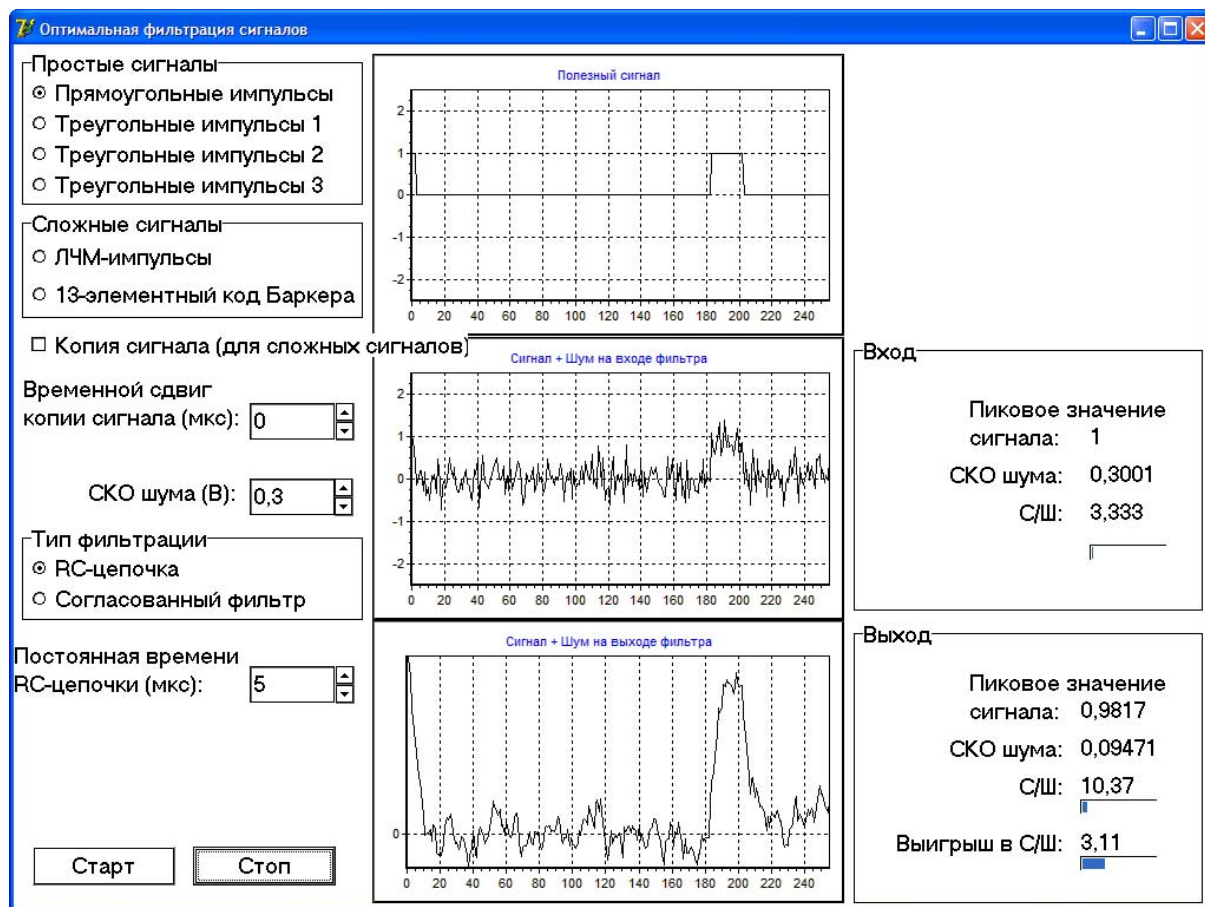 Оптимальная фильтрация сигналов
Простые сигналы
Прямоугольные импульсы
Треугольные импульсы 1
Треугольные импульсы 2
Треугольные импульсы 3
Сложные сигналы
ЛЧМ-импульсы
13-элементный код Баркера
Копия сигнала (для сложных сигналов)
Временной сдвиг
копии сигнала (мкс): 0
СКО шума (В): 0,3
Тип фильтрации
RC-цепочка
Согласованный фильтр
Постоянная времени
RC-цепочки (мкс): 5
Старт Стоп
Полезный сигнал
2
1
0
-1
-2
0 20 40 60 80 100 120 140 160 180 200 220 240
Сигнал + Шум на входе фильтра
2
1
0
-1
-2
0 20 40 60 80 100 120 140 160 180 200 220 240
Сигнал + Шум на выходе фильтра
0
0 20 40 60 80 100 120 140 160 180 200 220 240
Вход
Пиковое значение
сигнала: 1
СКО шума: 0,3001
С/Ш: 3,333
Выход
Пиковое значение
сигнала: 0,9817
СКО шума: 0,09471
С/Ш: 10,37
Выигрыш в С/Ш: 3,11